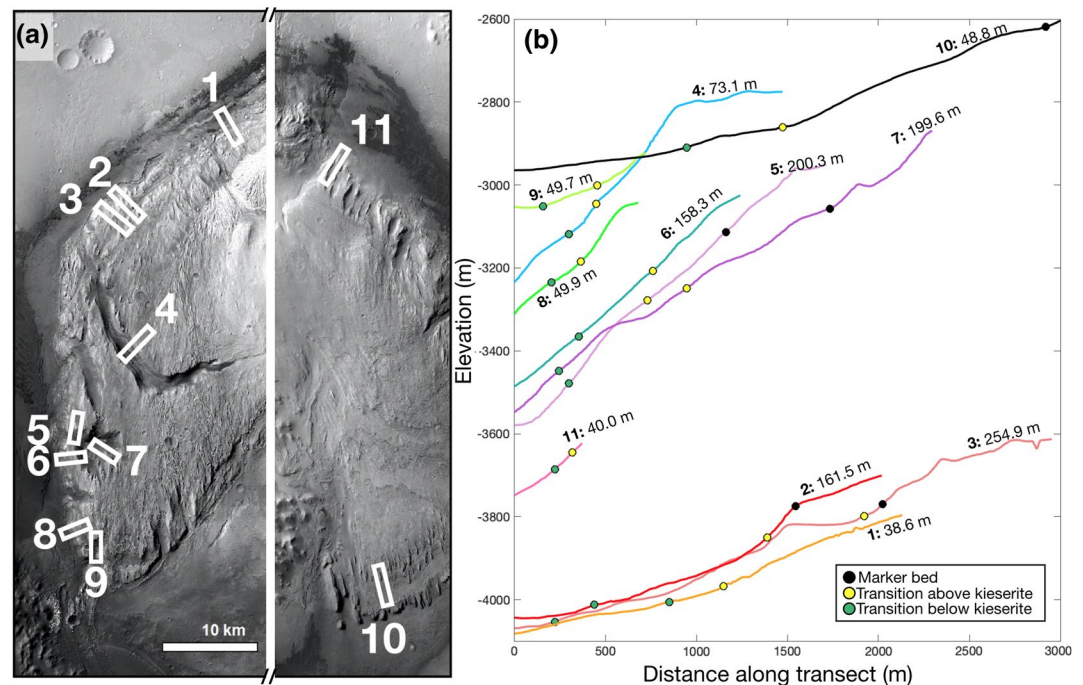 (a)
1
2
3
4
5
6
7
8
9
10 km
11
10
(b)
Elevation (m)
-2600
-2800
-3000
-3200
-3400
-3600
-3800
-4000
10: 48.8 m
4: 73.1 m
7: 199.6 m
5: 200.3 m
9: 49.7 m
6: 158.3 m
8: 49.9 m
11: 40.0 m
3: 254.9 m
2: 161.5 m
1: 38.6 m
Marker bed
Transition above kieserite
Transition below kieserite
0 500 1000 1500 2000 2500 3000
Distance along transect (m)